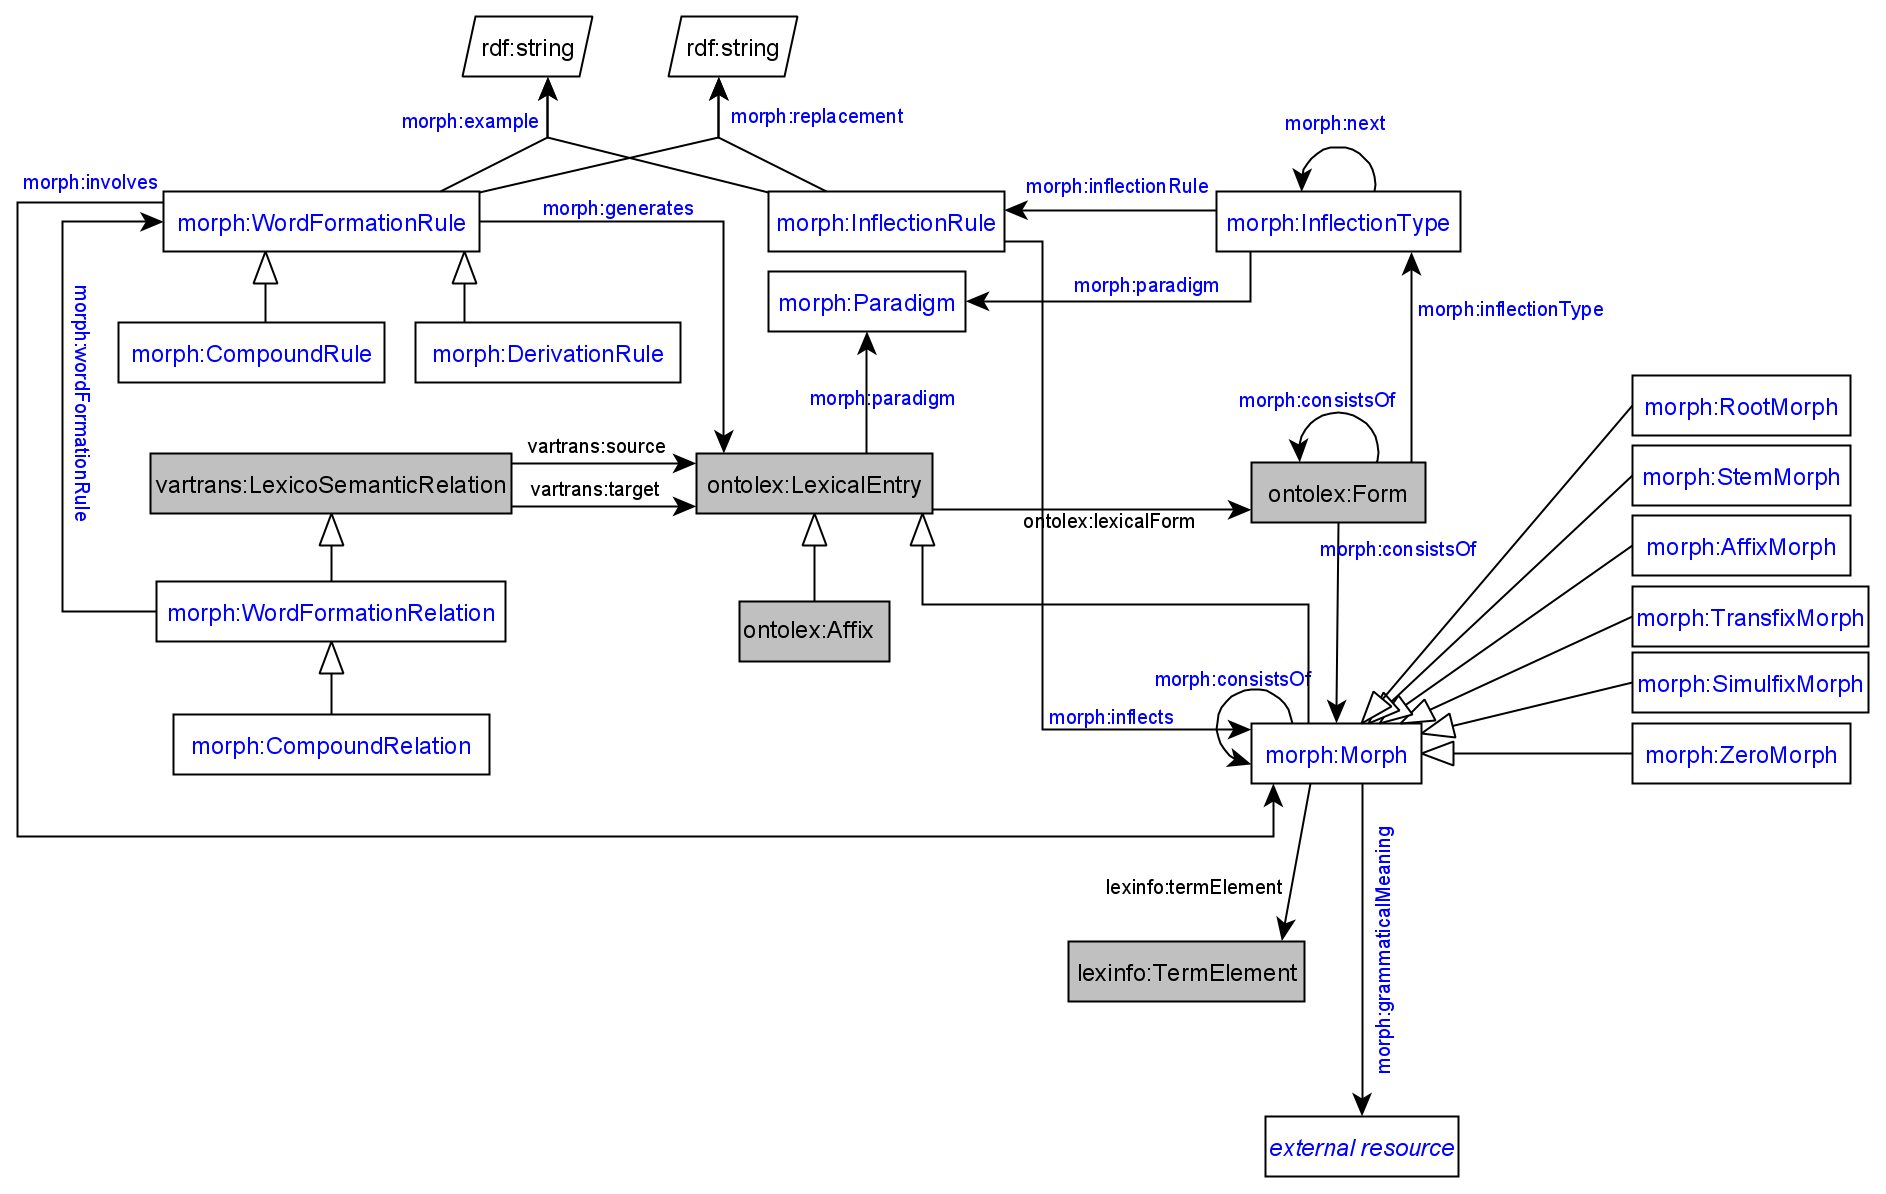 rdf:string
rdf:string
morph:example
morph:replacement
morph:next
morph:involves
morph:inflectionRule
morph:generates
morph:WordFormationRule
morph:InflectionRule
morph:InflectionType
morph:paradigm
morph:Paradigm
morph:inflectionType
morph:wordFormationRule
morph:CompoundRule
morph:DerivationRule
morph:paradigm
morph:consistsOf
morph:RootMorph
vartrans:source
morph:StemMorph
vartrans:LexicoSemanticRelation
vartrans:target
ontolex:LexicalEntry
ontolex:Form
ontolex:lexicalForm
morph:consistsOf
morph:AffixMorph
morph:WordFormationRelation
ontolex:Affix
morph:TransfixMorph
morph:consistsOf
morph:SimulfixMorph
morph:inflects
morph:CompoundRelation
morph:Morph
morph:ZeroMorph
lexinfo:termElement
morph:grammaticalMeaning
lexinfo:TermElement
external resource